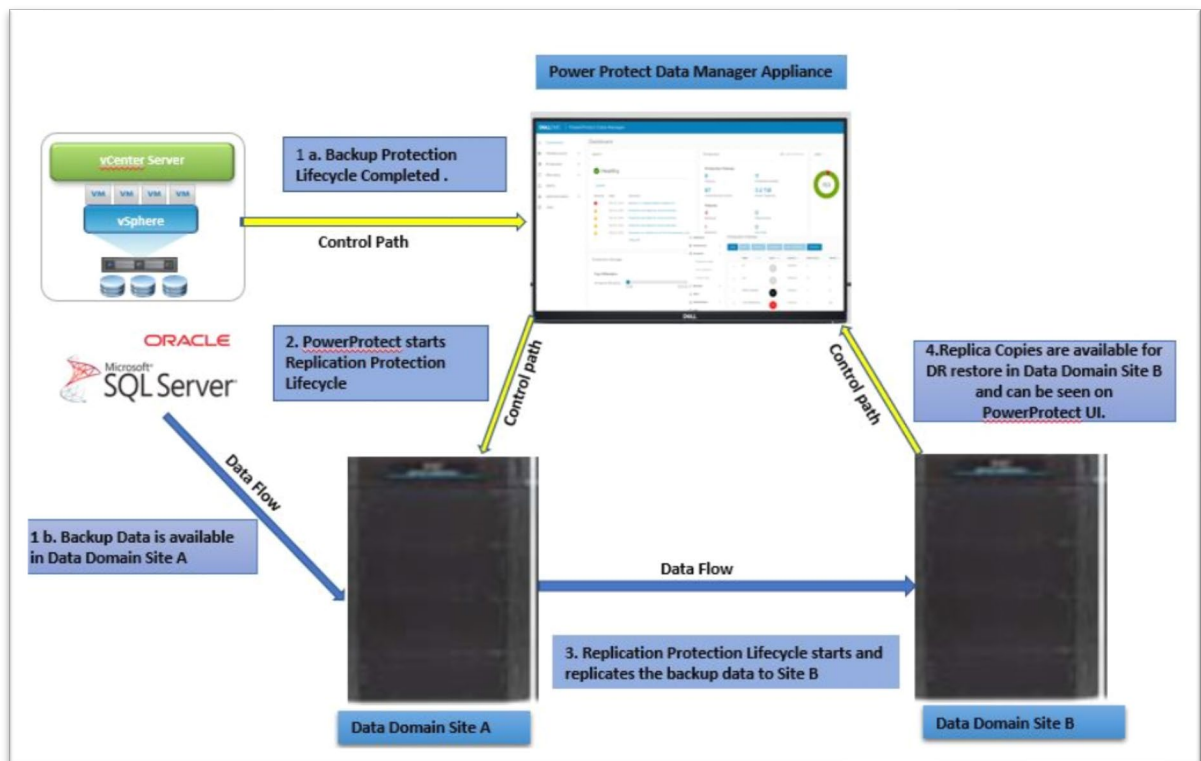 Power Protect Data Manager Appliance
vCenter Server
VM VM VM VM
vSphere
1 a. Backup Protection
Lifecycle Completed .
Control Path
Dashboard
Healthy
DELL
ORACLE
Microsoft®
SQL Server
2. PowerProtect starts
Replication Protection
Lifecycle
Control path
Control path
4.Replica Copies are available for
DR restore in Data Domain Site B
and can be seen on
PowerProtect UI.
Data Flow
1 b. Backup Data is available
in Data Domain Site A
Data Flow
3. Replication Protection Lifecycle starts and
replicates the backup data to Site B
Data Domain Site A
Data Domain Site B